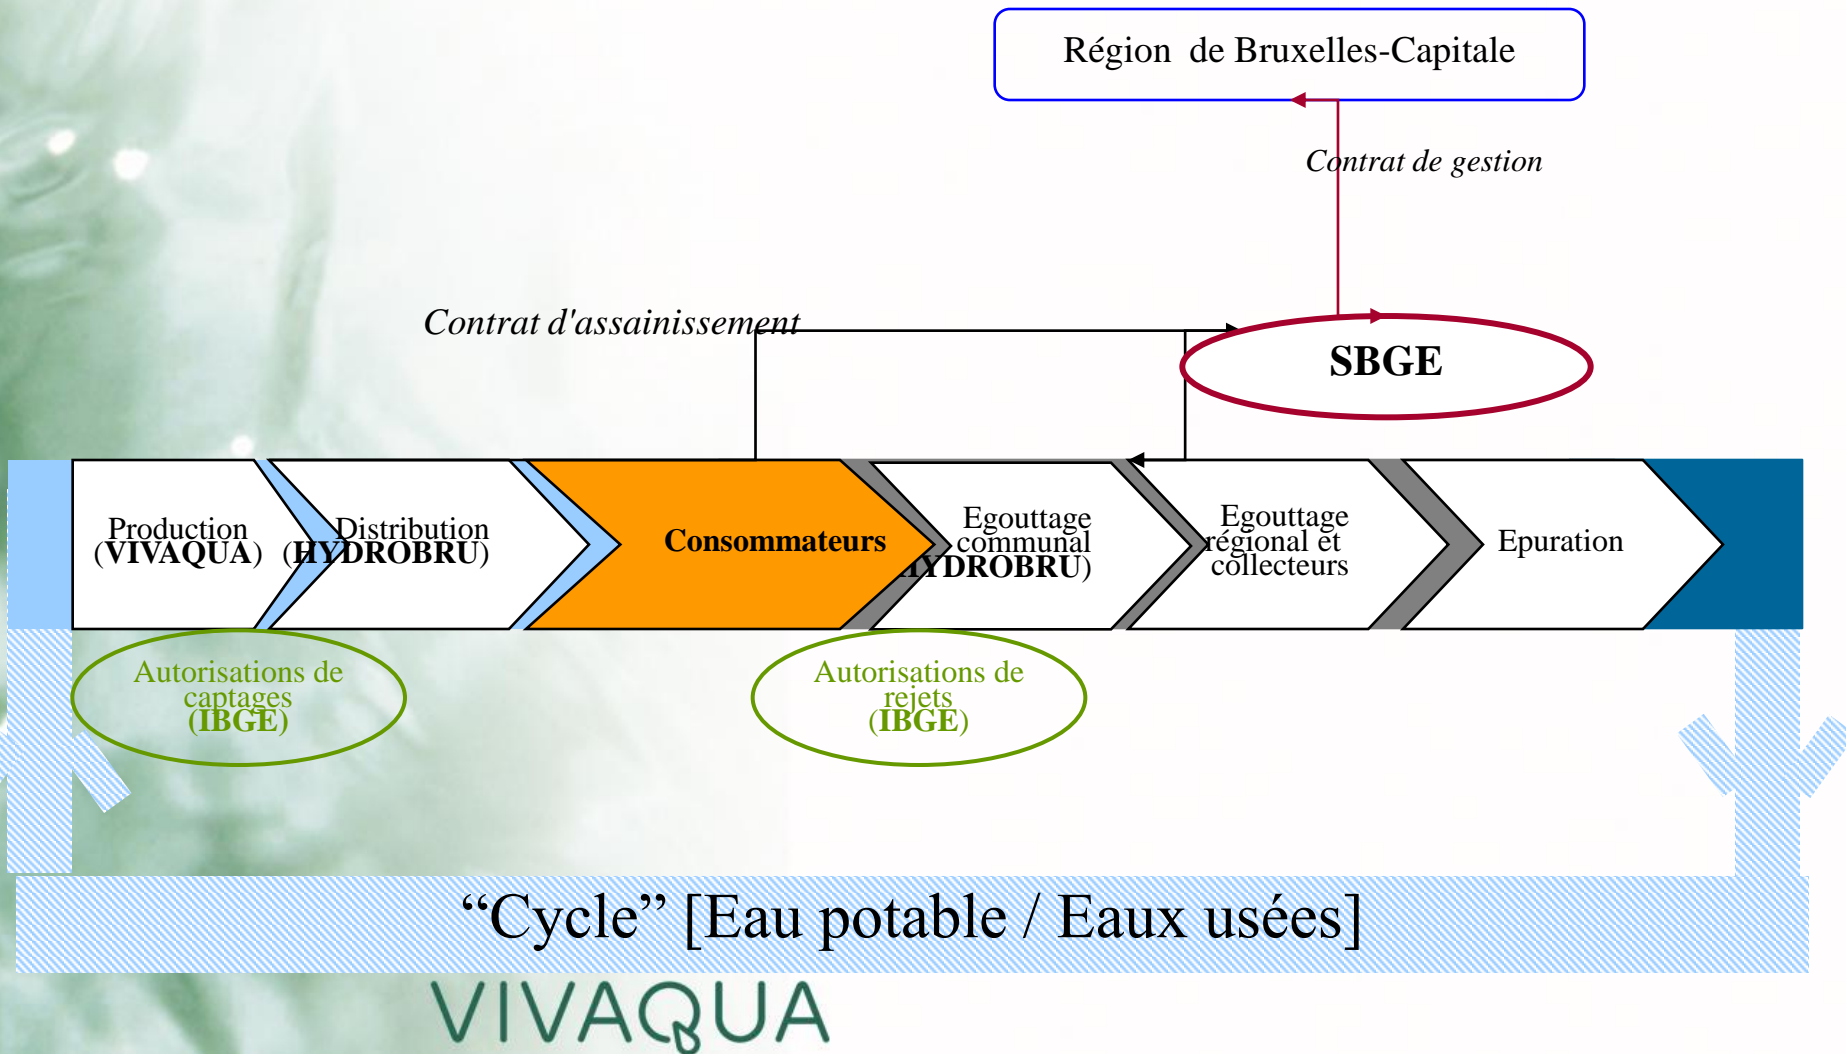 Région de Bruxelles-Capitale
Contrat de gestion
Contrat d'assainissement
SBGE
Production
(VIVAQUA)
Distribution
(HYDROBRU)
Consommateurs
Egouttage
communal
HYDROBRU)
Egouttage
régional et
collecteurs
Epuration
Autorisations de
captages
(IBGE)
Autorisations de
rejets
(IBGE)
“Cycle” [Eau potable / Eaux usées]
VIVAQUA